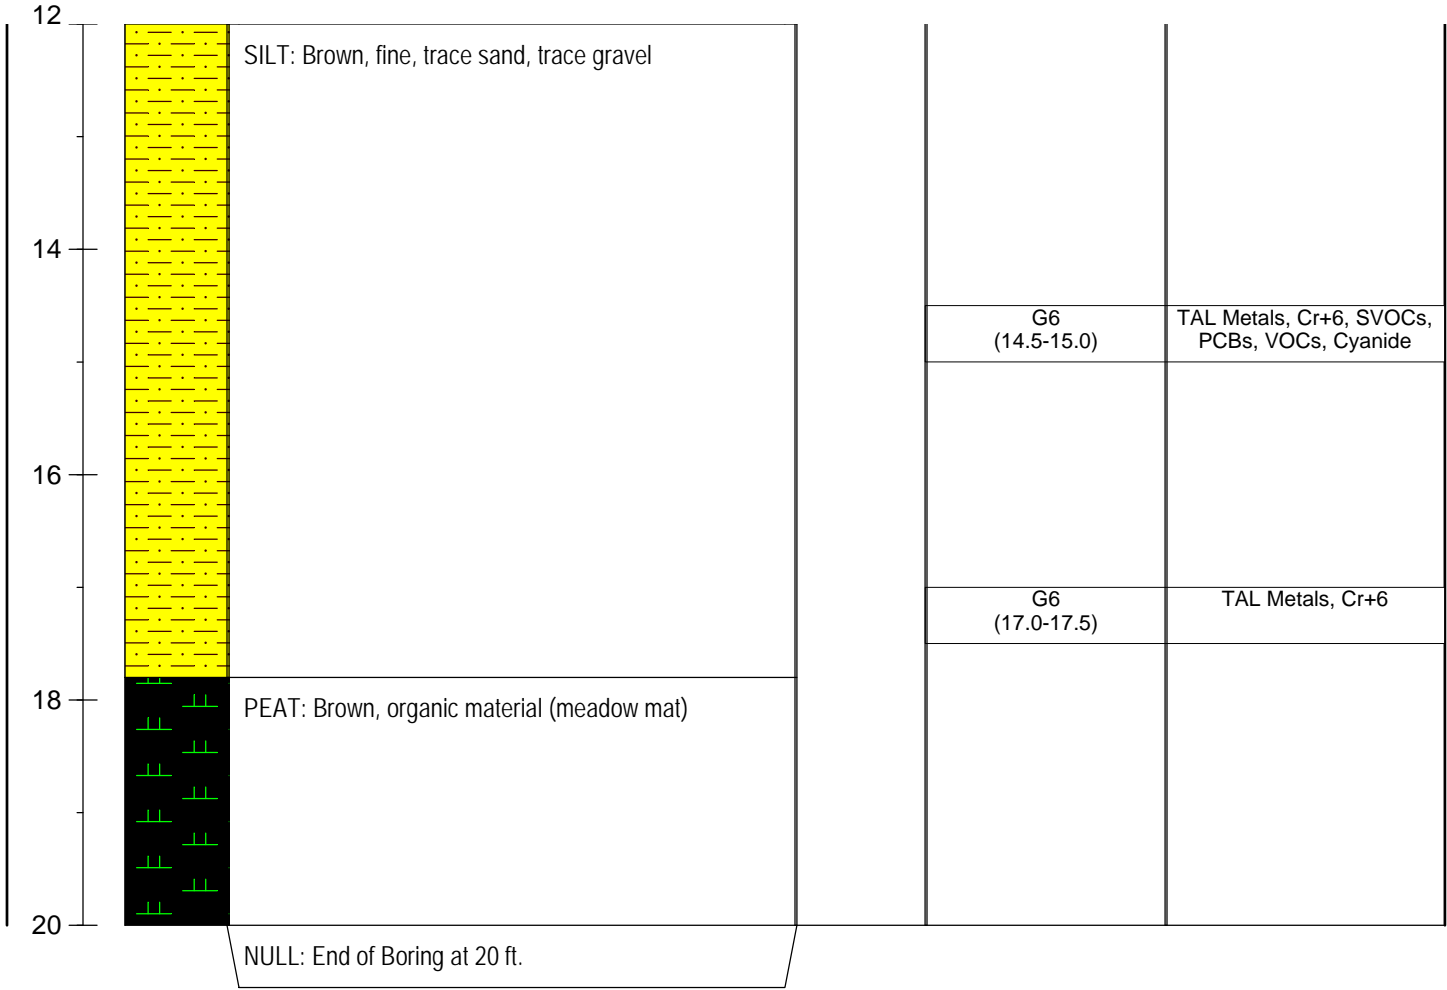 12
SILT: Brown, fine, trace sand, trace gravel
14
G6
(14.5-15.0)
TAL Metals, Cr+6, SVOCs,
PCBs, VOCs, Cyanide
16
G6
(17.0-17.5)
TAL Metals, Cr+6
18
PEAT: Brown, organic material (meadow mat)
20
NULL: End of Boring at 20 ft.